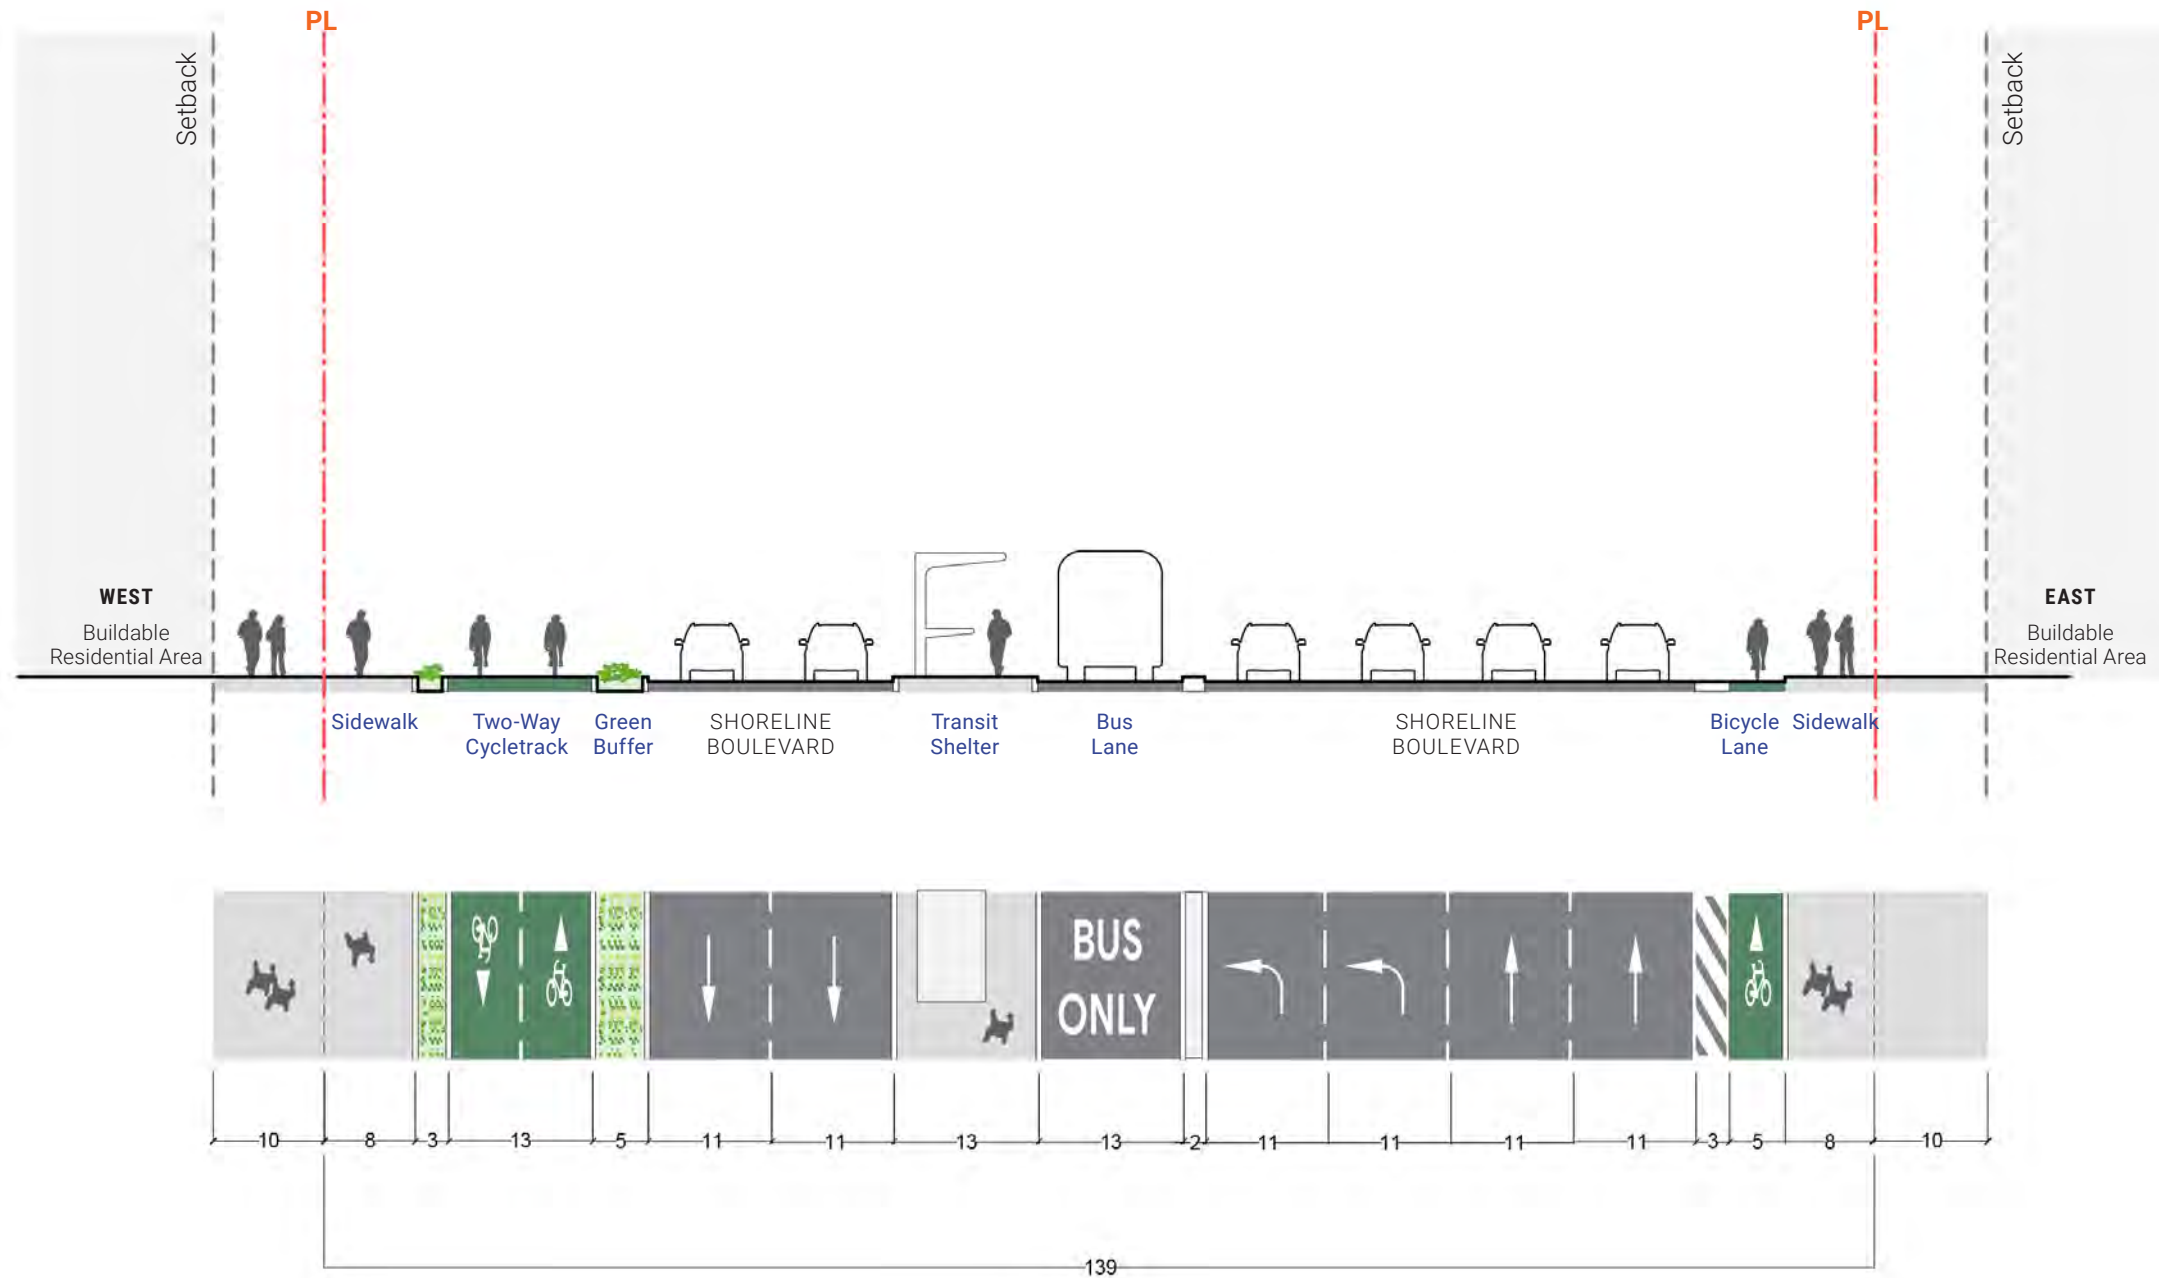 PL
PL
Setback
Setback
WEST
Buildable
Residential Area
EAST
Buildable
Residential Area
Sidewalk
Two-Way
Cycletrack
Green
Buffer
SHORELINE
BOULEVARD
Transit
Shelter
Bus
Lane
SHORELINE
BOULEVARD
Bicycle
Lane
Sidewalk
BUS
ONLY
10 8 3 13 5 11 11 13 13 2 11 11 11 11 3 5 8 10
139